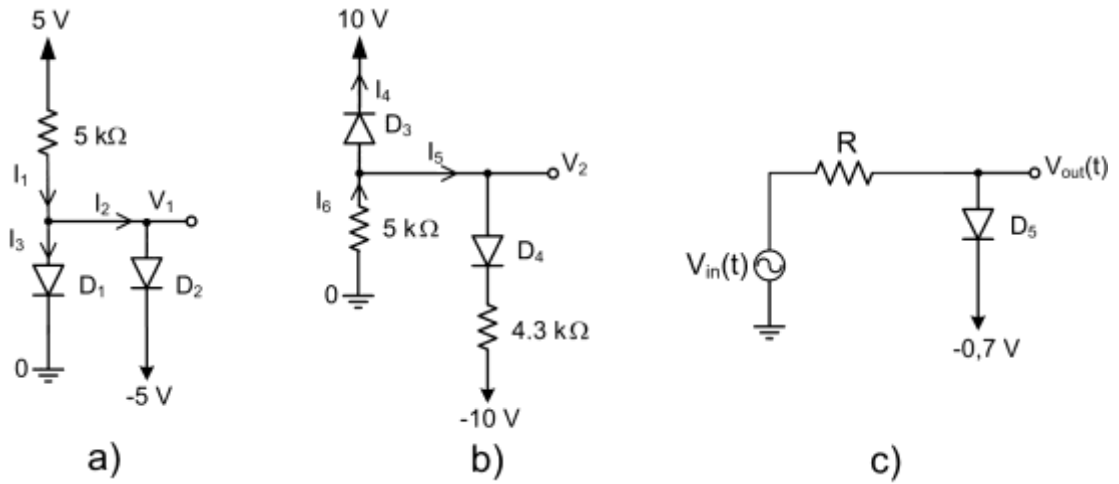 5 V
5 kΩ
I1
I2
V1
I3
D1
D2
0
-5 V
a)
10 V
I4
D3
I5
V2
I6
5 kΩ
D4
0
4.3 kΩ
-10 V
b)
R
Vout(t)
D5
Vin(t)
-0,7 V
c)